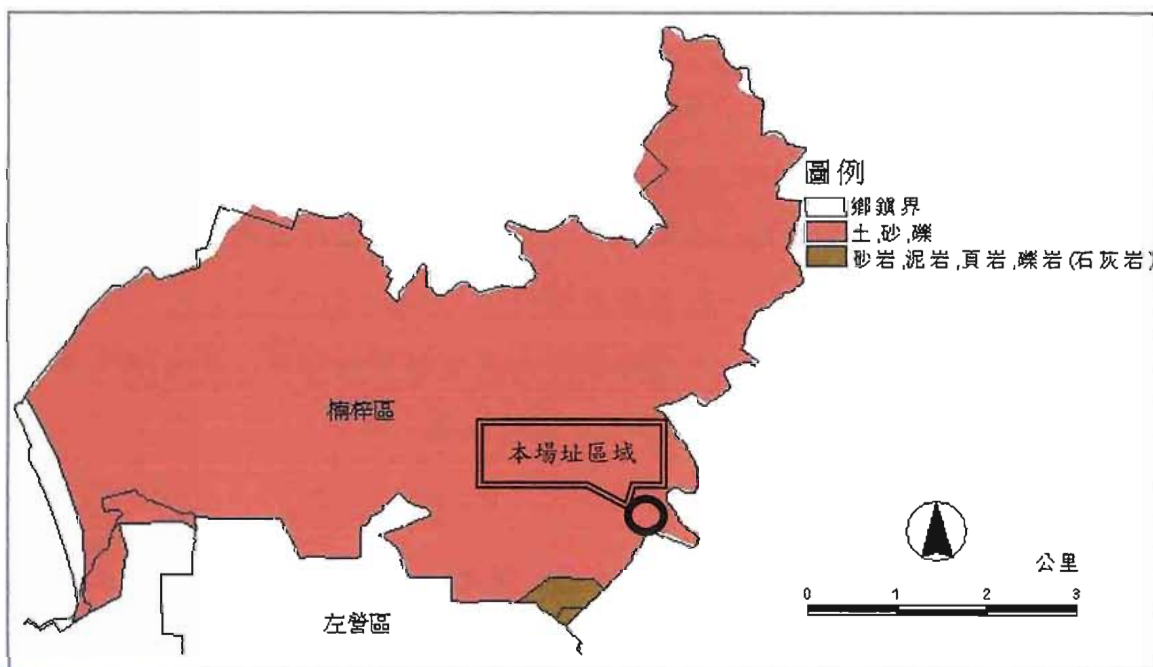 圖例
鄉鎮界
土,砂,礫
砂岩,泥岩,頁岩,礫岩(石灰岩)
楠梓區
本場址區域
公里
0 1 2 3
左營區